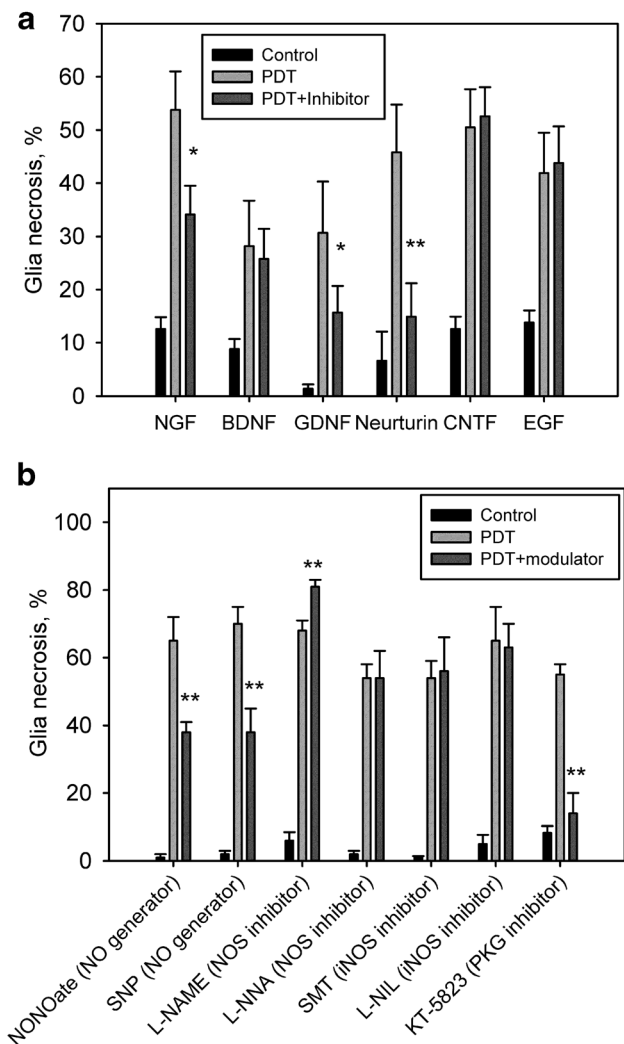 a
Control
PDT
PDT+Inhibitor
Glia necrosis, %
70
60
50
40
30
20
10
0
*
*
**
NGF BDNF GDNF Neurturin CNTF EGF
b
Control
PDT
PDT+modulator
Glia necrosis, %
100
80
60
40
20
0
**
**
**
**
NONOate (NO generator)
SNP (NO generator)
L-NAME (NOS inhibitor)
L-NNA (NOS inhibitor)
SMT (iNOS inhibitor)
L-NIL (iNOS inhibitor)
KT-5823 (PKG inhibitor)